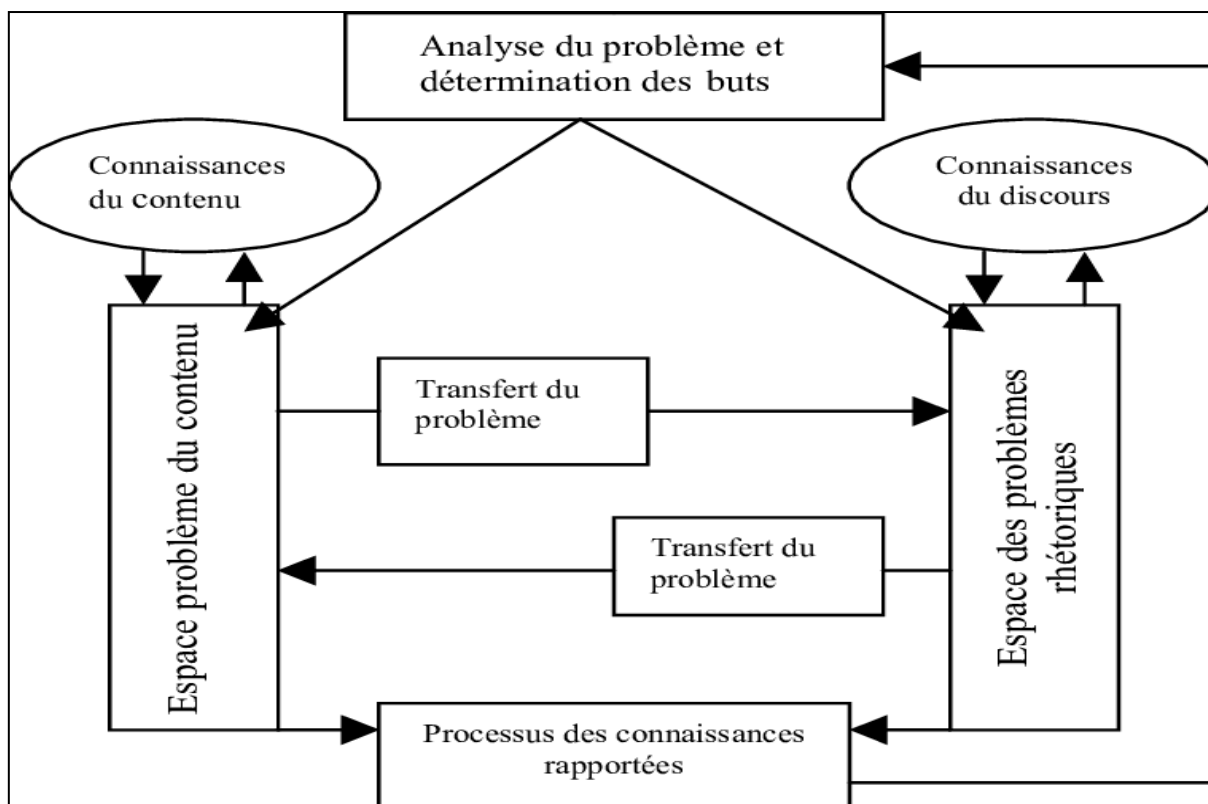 Analyse du problème et
détermination des buts
Connaissances
du contenu
Connaissances
du discours
Espace problème du contenu
Transfert du
problème
Transfert du
problème
Espace des problèmes
rhétoriques
Processus des connaissances
rapportées